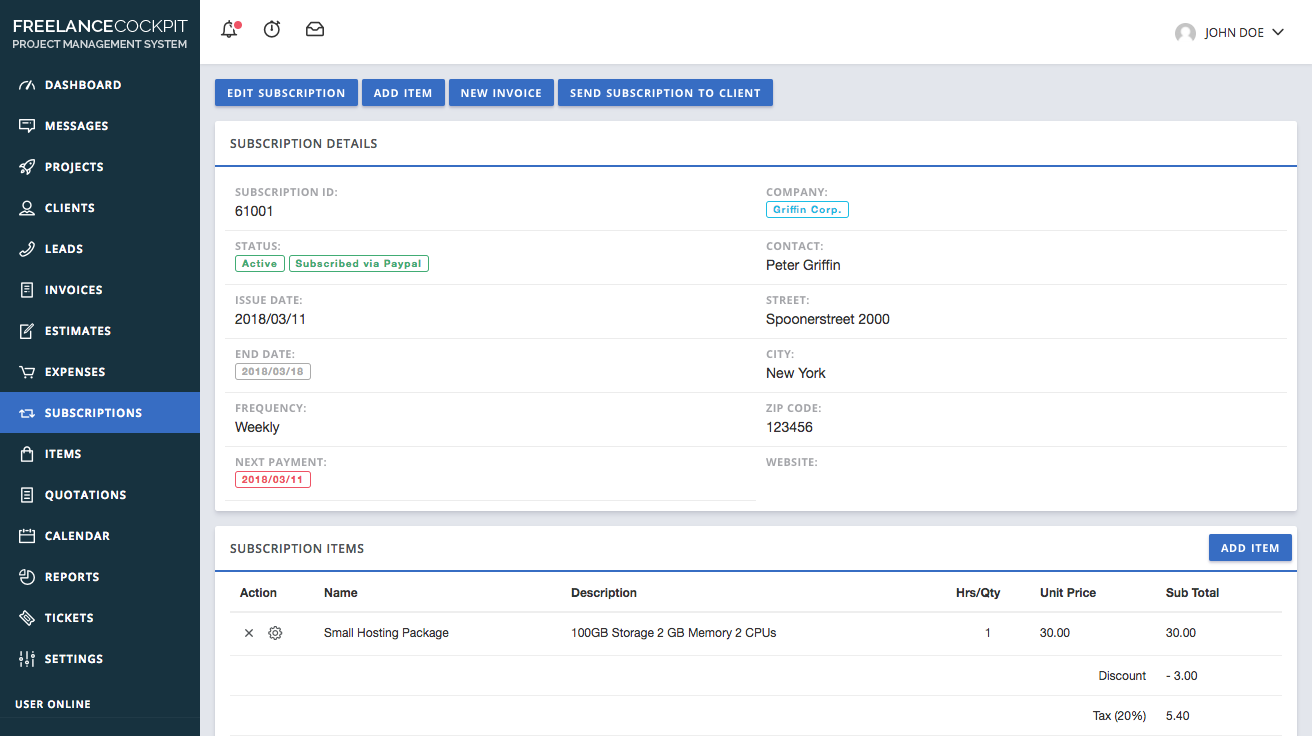 FREELANCECOCKPIT
PROJECT MANAGEMENT SYSTEM
DASHBOARD
MESSAGES
PROJECTS
CLIENTS
LEADS
INVOICES
ESTIMATES
EXPENSES
SUBSCRIPTIONS
ITEMS
QUOTATIONS
CALENDAR
REPORTS
TICKETS
SETTINGS
USER ONLINE
JOHN DOE
EDIT SUBSCRIPTION ADD ITEM NEW INVOICE SEND SUBSCRIPTION TO CLIENT
SUBSCRIPTION DETAILS
SUBSCRIPTION ID:
61001
STATUS:
Active Subscribed via Paypal
ISSUE DATE:
2018/03/11
END DATE:
2018/03/18
FREQUENCY:
Weekly
NEXT PAYMENT:
2018/03/11
COMPANY:
Griffin Corp.
CONTACT:
Peter Griffin
STREET:
Spoonerstreet 2000
CITY:
New York
ZIP CODE:
123456
WEBSITE:
SUBSCRIPTION ITEMS ADD ITEM
Action Name Description Hrs/Qty Unit Price Sub Total
Small Hosting Package 100GB Storage 2 GB Memory 2 CPUs 1 30.00 30.00
Discount - 3.00
Tax (20%) 5.40